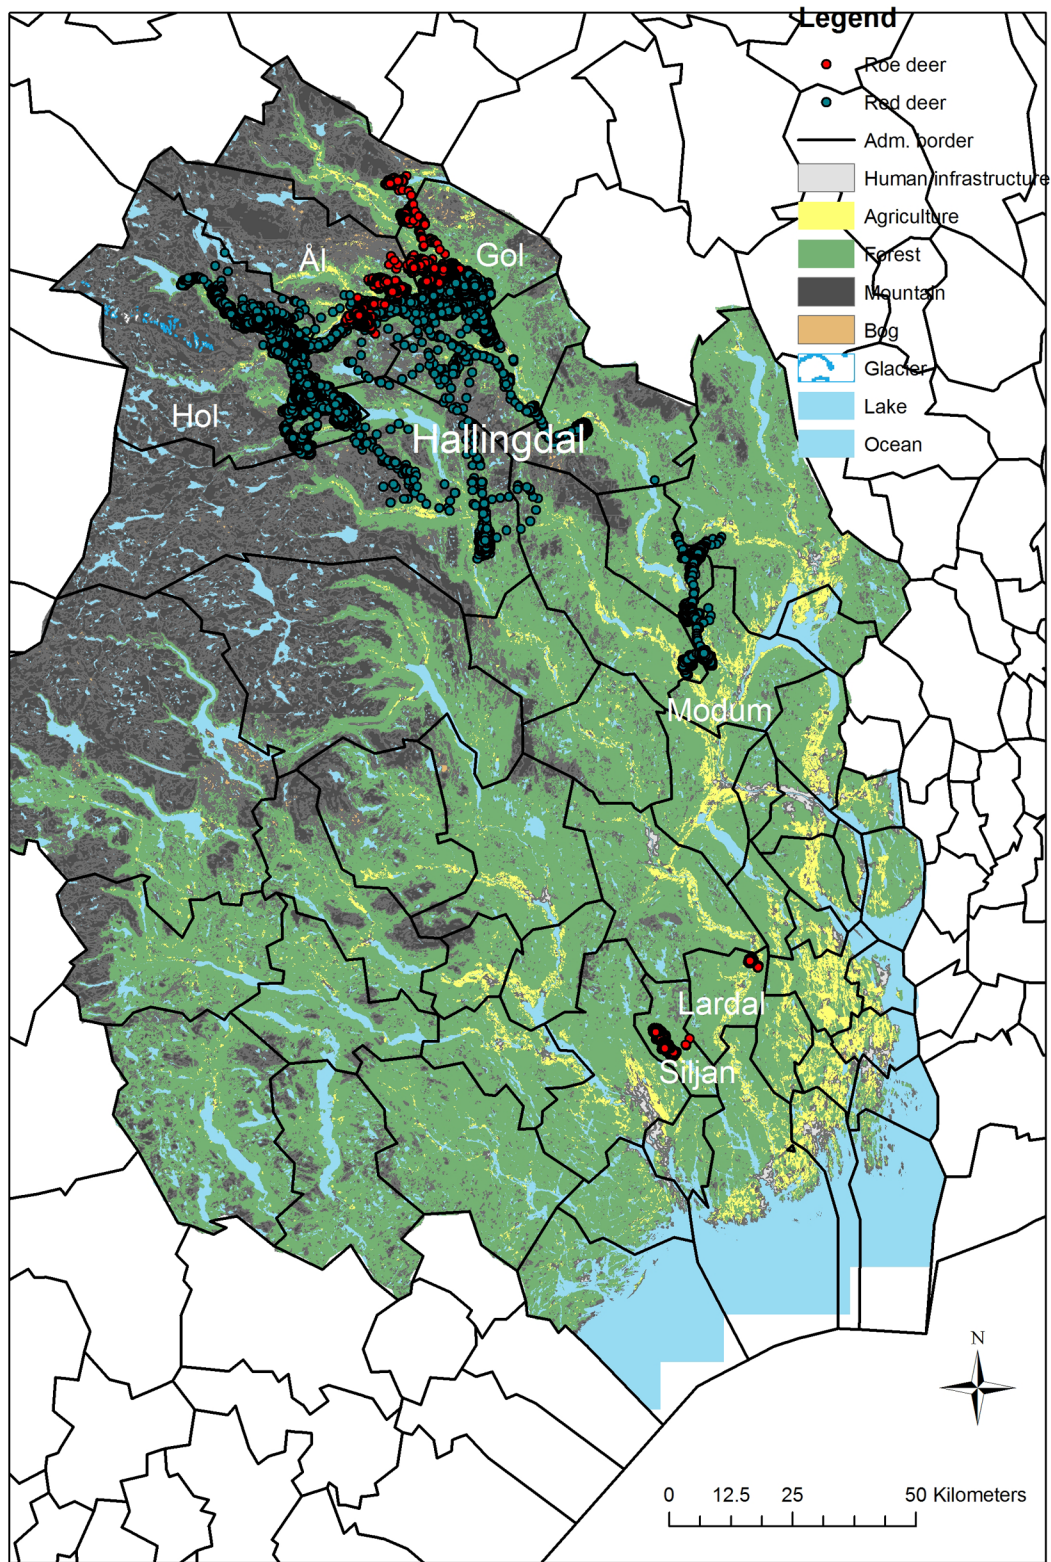 Legend
Roe deer
Red deer
Adm. border
Human infrastructure
Agriculture
Forest
Mountain
Bog
Glacier
Lake
Ocean
Ål
Gol
Hol
Hallingdal
Modum
Lardal
Siljan
N
0 12.5 25 50 Kilometers